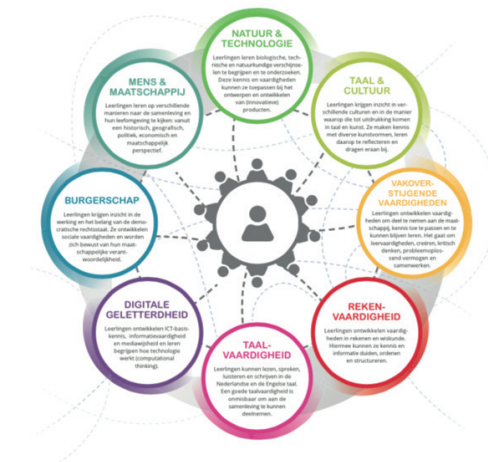 NATUUR &
TECHNOLOGIE
Leerlingen leren biologische, tech-
nische en natuurkundige verschijnse-
len te begrijpen en te onderzoeken.
Deze kennis en vaardigheden
kunnen ze toepassen bij het
ontwerpen en ontwikkelen
van (innovatieve)
producten.
TAAL &
CULTUUR
Leerlingen krijgen inzicht in ver-
schillende culturen en in de manier
waarop die tot uitdrukking komen
in taal en kunst. Ze maken kennis
met diverse kunstvormen, leren
daarop te reflecteren en
dragen eraan bij.
VAKOVER-
STIJGENDE
VAARDIGHEDEN
Leerlingen ontwikkelen vaardig-
heden om deel te nemen aan de maat-
schappij, kennis toe te passen en te
kunnen blijven leren. Het gaat om
leervaardigheden, creëren, kritisch
denken, probleemoplos-
send vermogen en
samenwerken.
REKEN-
VAARDIGHEID
Leerlingen ontwikkelen vaardig-
heden in rekenen en wiskunde.
Hiermee kunnen ze kennis en
informatie duiden, ordenen
en structureren.
TAAL-
VAARDIGHEID
Leerlingen kunnen lezen, spreken,
luisteren en schrijven in de
Nederlandse en de Engelse taal.
Een goede taalvaardigheid is
onmisbaar om aan de
samenleving te kunnen
deelnemen.
DIGITALE
GELETTERDHEID
Leerlingen ontwikkelen ICT-basis-
kennis, informatievaardigheid
en mediawijsheid en leren
begrijpen hoe technologie
werkt (computational
thinking).
BURGERSCHAP
Leerlingen krijgen inzicht in de
werking en het belang van de demo-
cratische rechtsstaat. Ze ontwikkelen
sociale vaardigheden en worden
zich bewust van hun maat-
schappelijke verant-
woordelijkheid.
MENS &
MAATSCHAPPIJ
Leerlingen leren op verschillende
manieren naar de samenleving en
hun leefomgeving te kijken: vanuit
een historisch, geografisch,
politiek, economisch en
maatschappelijk
perspectief.